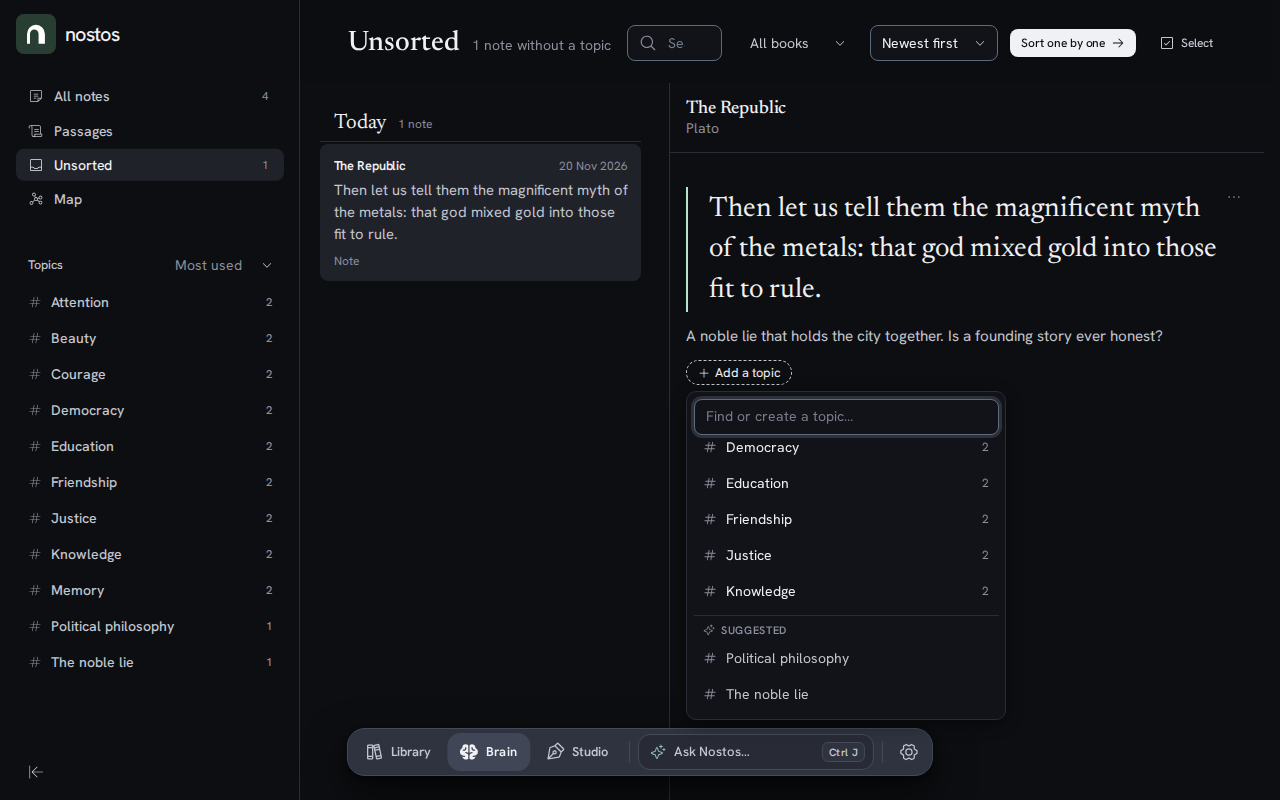 nostos
All notes 4
Passages
Unsorted 1
Map
Topics Most used
# Attention 2
# Beauty 2
# Courage 2
# Democracy 2
# Education 2
# Friendship 2
# Justice 2
# Knowledge 2
# Memory 2
# Political philosophy 1
# The noble lie 1
Unsorted 1 note without a topic
Se
All books
Newest first
Sort one by one →
Select
Today 1 note
The Republic 20 Nov 2026
Then let us tell them the magnificent myth of
the metals: that god mixed gold into those
fit to rule.
Note
The Republic
Plato
Then let us tell them the magnificent myth
of the metals: that god mixed gold into those
fit to rule.
...
A noble lie that holds the city together. Is a founding story ever honest?
+ Add a topic
Find or create a topic...
# Democracy 2
# Education 2
# Friendship 2
# Justice 2
# Knowledge 2
SUGGESTED
# Political philosophy
# The noble lie
Library
Brain
Studio
Ask Nostos... Ctrl J